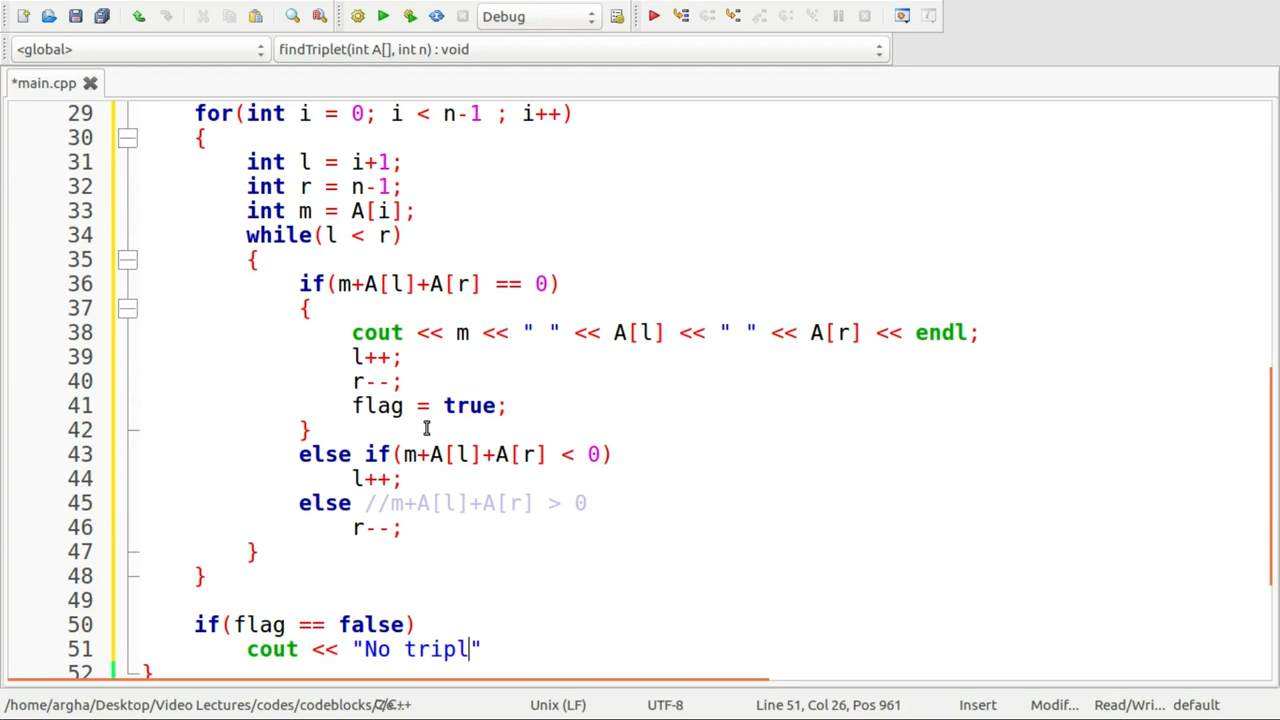 Debug
<global> findTriplet(int A[], int n) : void
*main.cpp
29 for(int i = 0; i < n-1 ; i++)
30 {
31 int l = i+1;
32 int r = n-1;
33 int m = A[i];
34 while(l < r)
35 {
36 if(m+A[l]+A[r] == 0)
37 {
38 cout << m << " " << A[l] << " " << A[r] << endl;
39 l++;
40 r--;
41 flag = true;
42 }
43 else if(m+A[l]+A[r] < 0)
44 l++;
45 else //m+A[l]+A[r] > 0
46 r--;
47 }
48 }
49
50 if(flag == false)
51 cout << "No tripl"
52 }
/home/argha/Desktop/Video Lectures/codes/codeblocks/ C/C++ Unix (LF) UTF-8 Line 51, Col 26, Pos 961 Insert Modif... Read/Wri... default